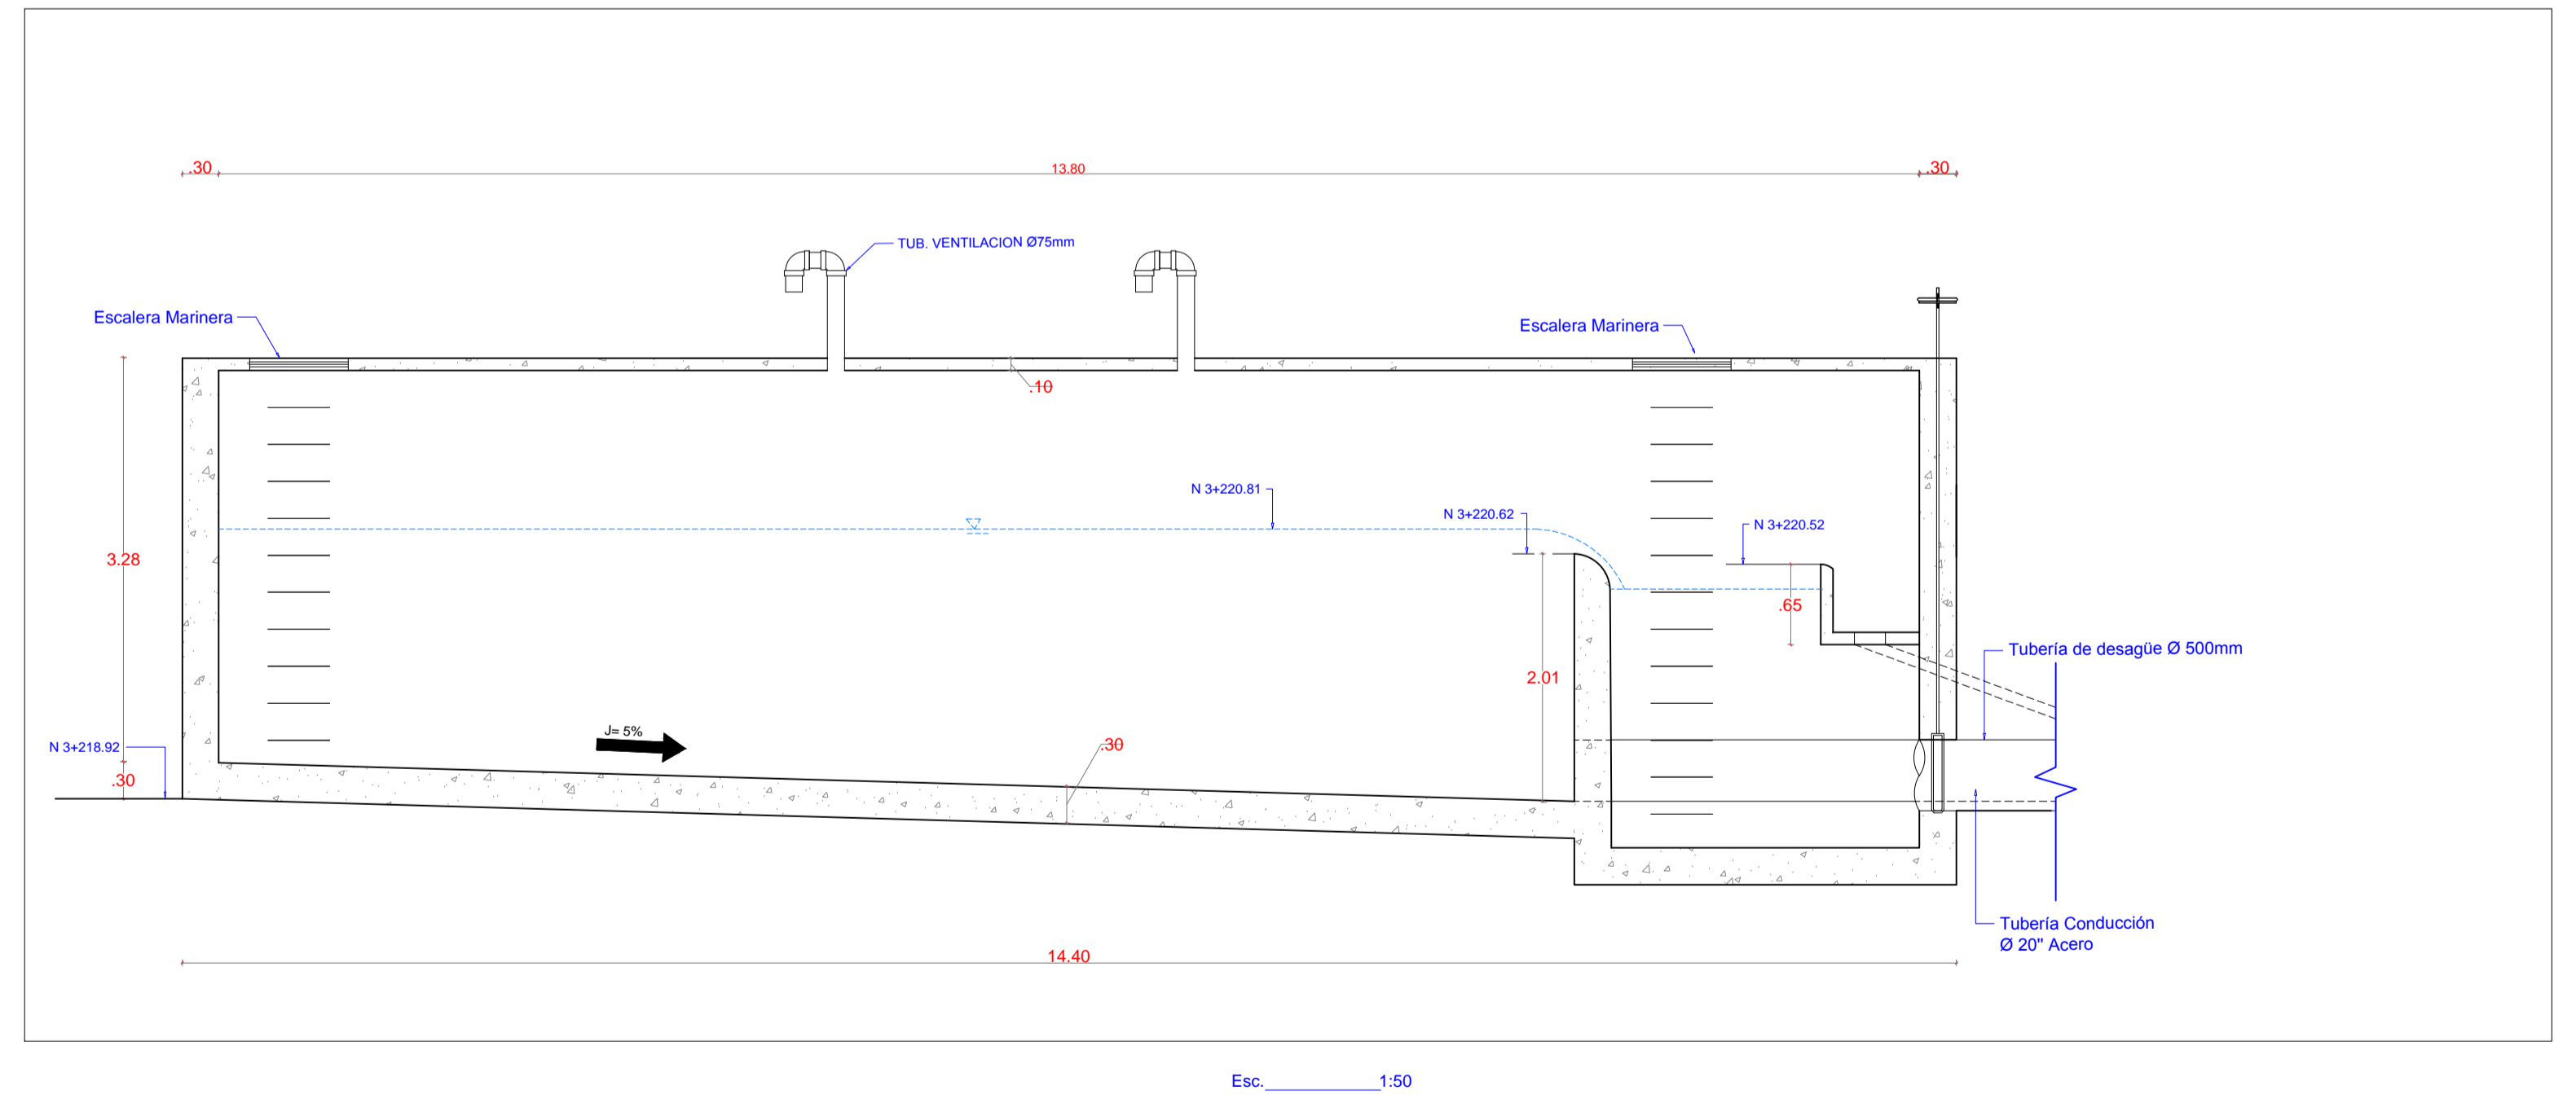 .30
13.80
.30
TUB. VENTILACION Ø75mm
Escalera Marinera
Escalera Marinera
.10
N 3+220.81
N 3+220.62
N 3+220.52
3.28
.65
Tubería de desagüe Ø 500mm
2.01
J= 5%
N 3+218.92
.30
.30
Tubería Conducción
Ø 20" Acero
14.40
Esc. 1:50